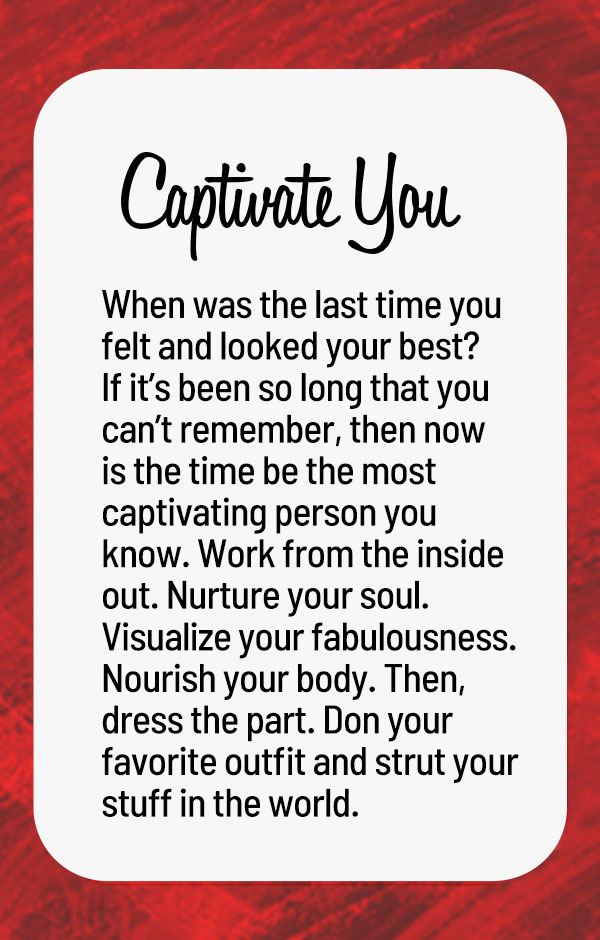 Captivate You
When was the last time you
felt and looked your best?
If it’s been so long that you
can’t remember, then now
is the time be the most
captivating person you
know. Work from the inside
out. Nurture your soul.
Visualize your fabulousness.
Nourish your body. Then,
dress the part. Don your
favorite outfit and strut your
stuff in the world.